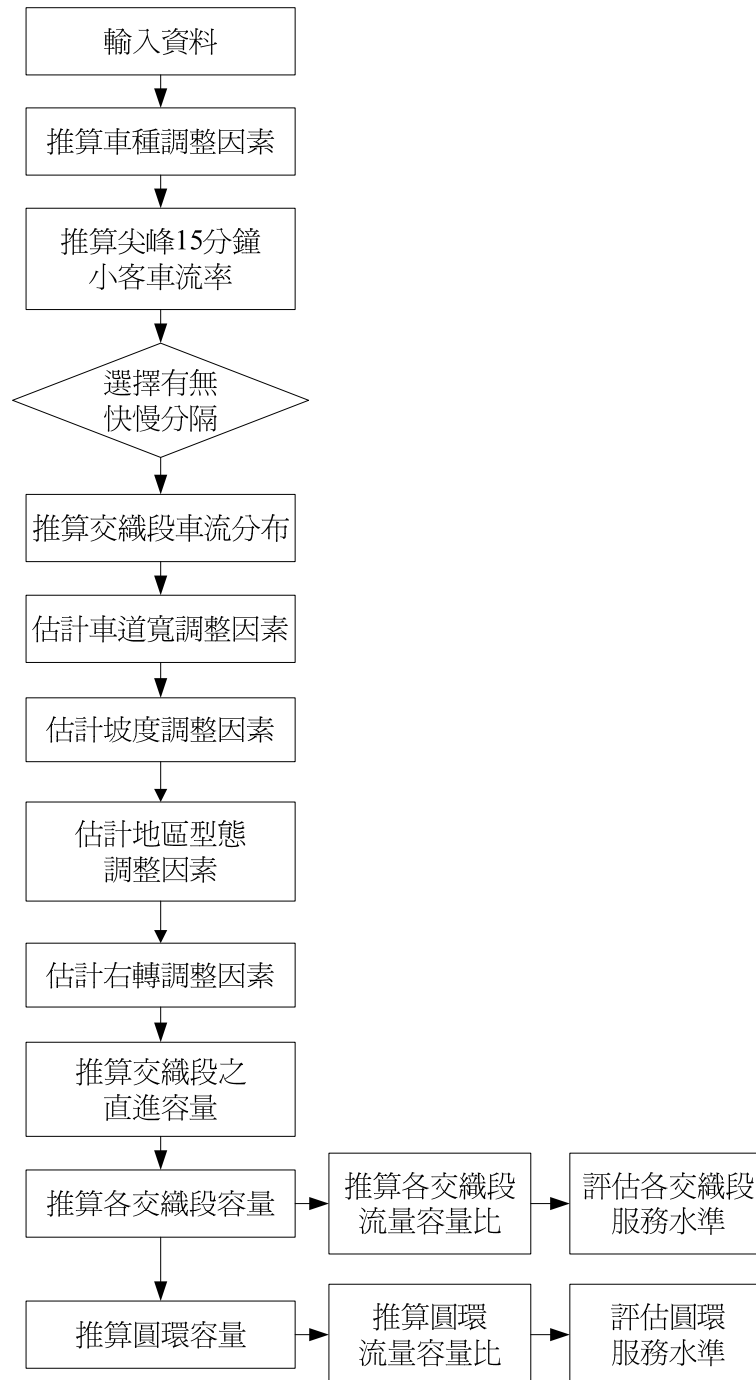 輸入資料
推算車種調整因素
推算尖峰15分鐘
小客車流率
選擇有無
快慢分隔
推算交織段車流分布
估計車道寬調整因素
估計坡度調整因素
估計地區型態
調整因素
估計右轉調整因素
推算交織段之
直進容量
推算各交織段容量
推算各交織段
流量容量比
評估各交織段
服務水準
推算圓環容量
推算圓環
流量容量比
評估圓環
服務水準